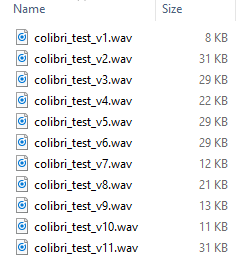 Name Size
colibri_test_v1.wav 8 KB
colibri_test_v2.wav 31 KB
colibri_test_v3.wav 29 KB
colibri_test_v4.wav 22 KB
colibri_test_v5.wav 29 KB
colibri_test_v6.wav 29 KB
colibri_test_v7.wav 12 KB
colibri_test_v8.wav 21 KB
colibri_test_v9.wav 13 KB
colibri_test_v10.wav 11 KB
colibri_test_v11.wav 31 KB